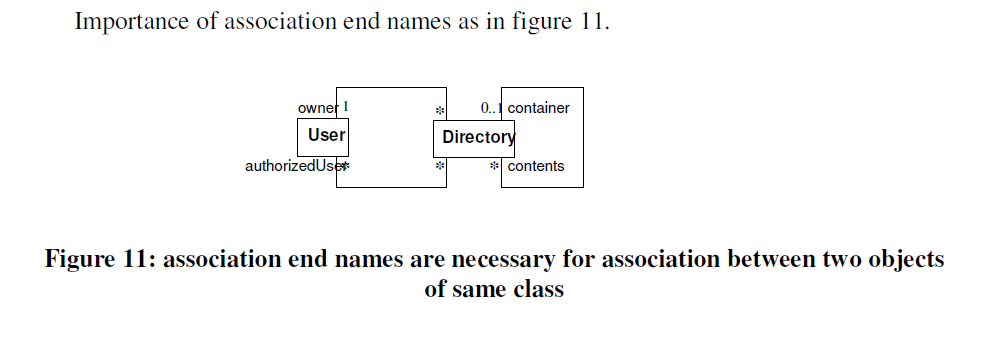 Importance of association end names as in figure 11.
owner 1 * 0..1 container
User Directory
authorizedUser * * * contents
Figure 11: association end names are necessary for association between two objects
of same class